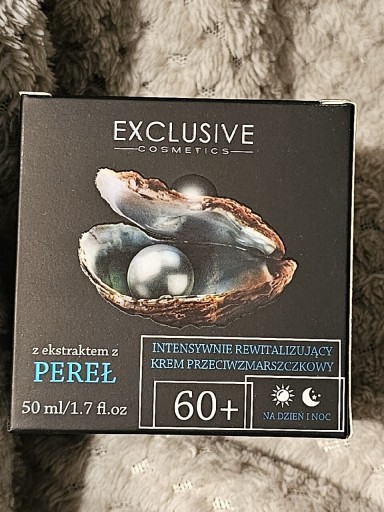 EXCLUSIVE
COSMETICS
z ekstraktem z
PEREŁ
50 ml/1.7 fl.oz
INTENSYWNIE REWITALIZUJĄCY
KREM PRZECIWZMARSZCZKOWY
60+
NA DZIEŃ I NOC